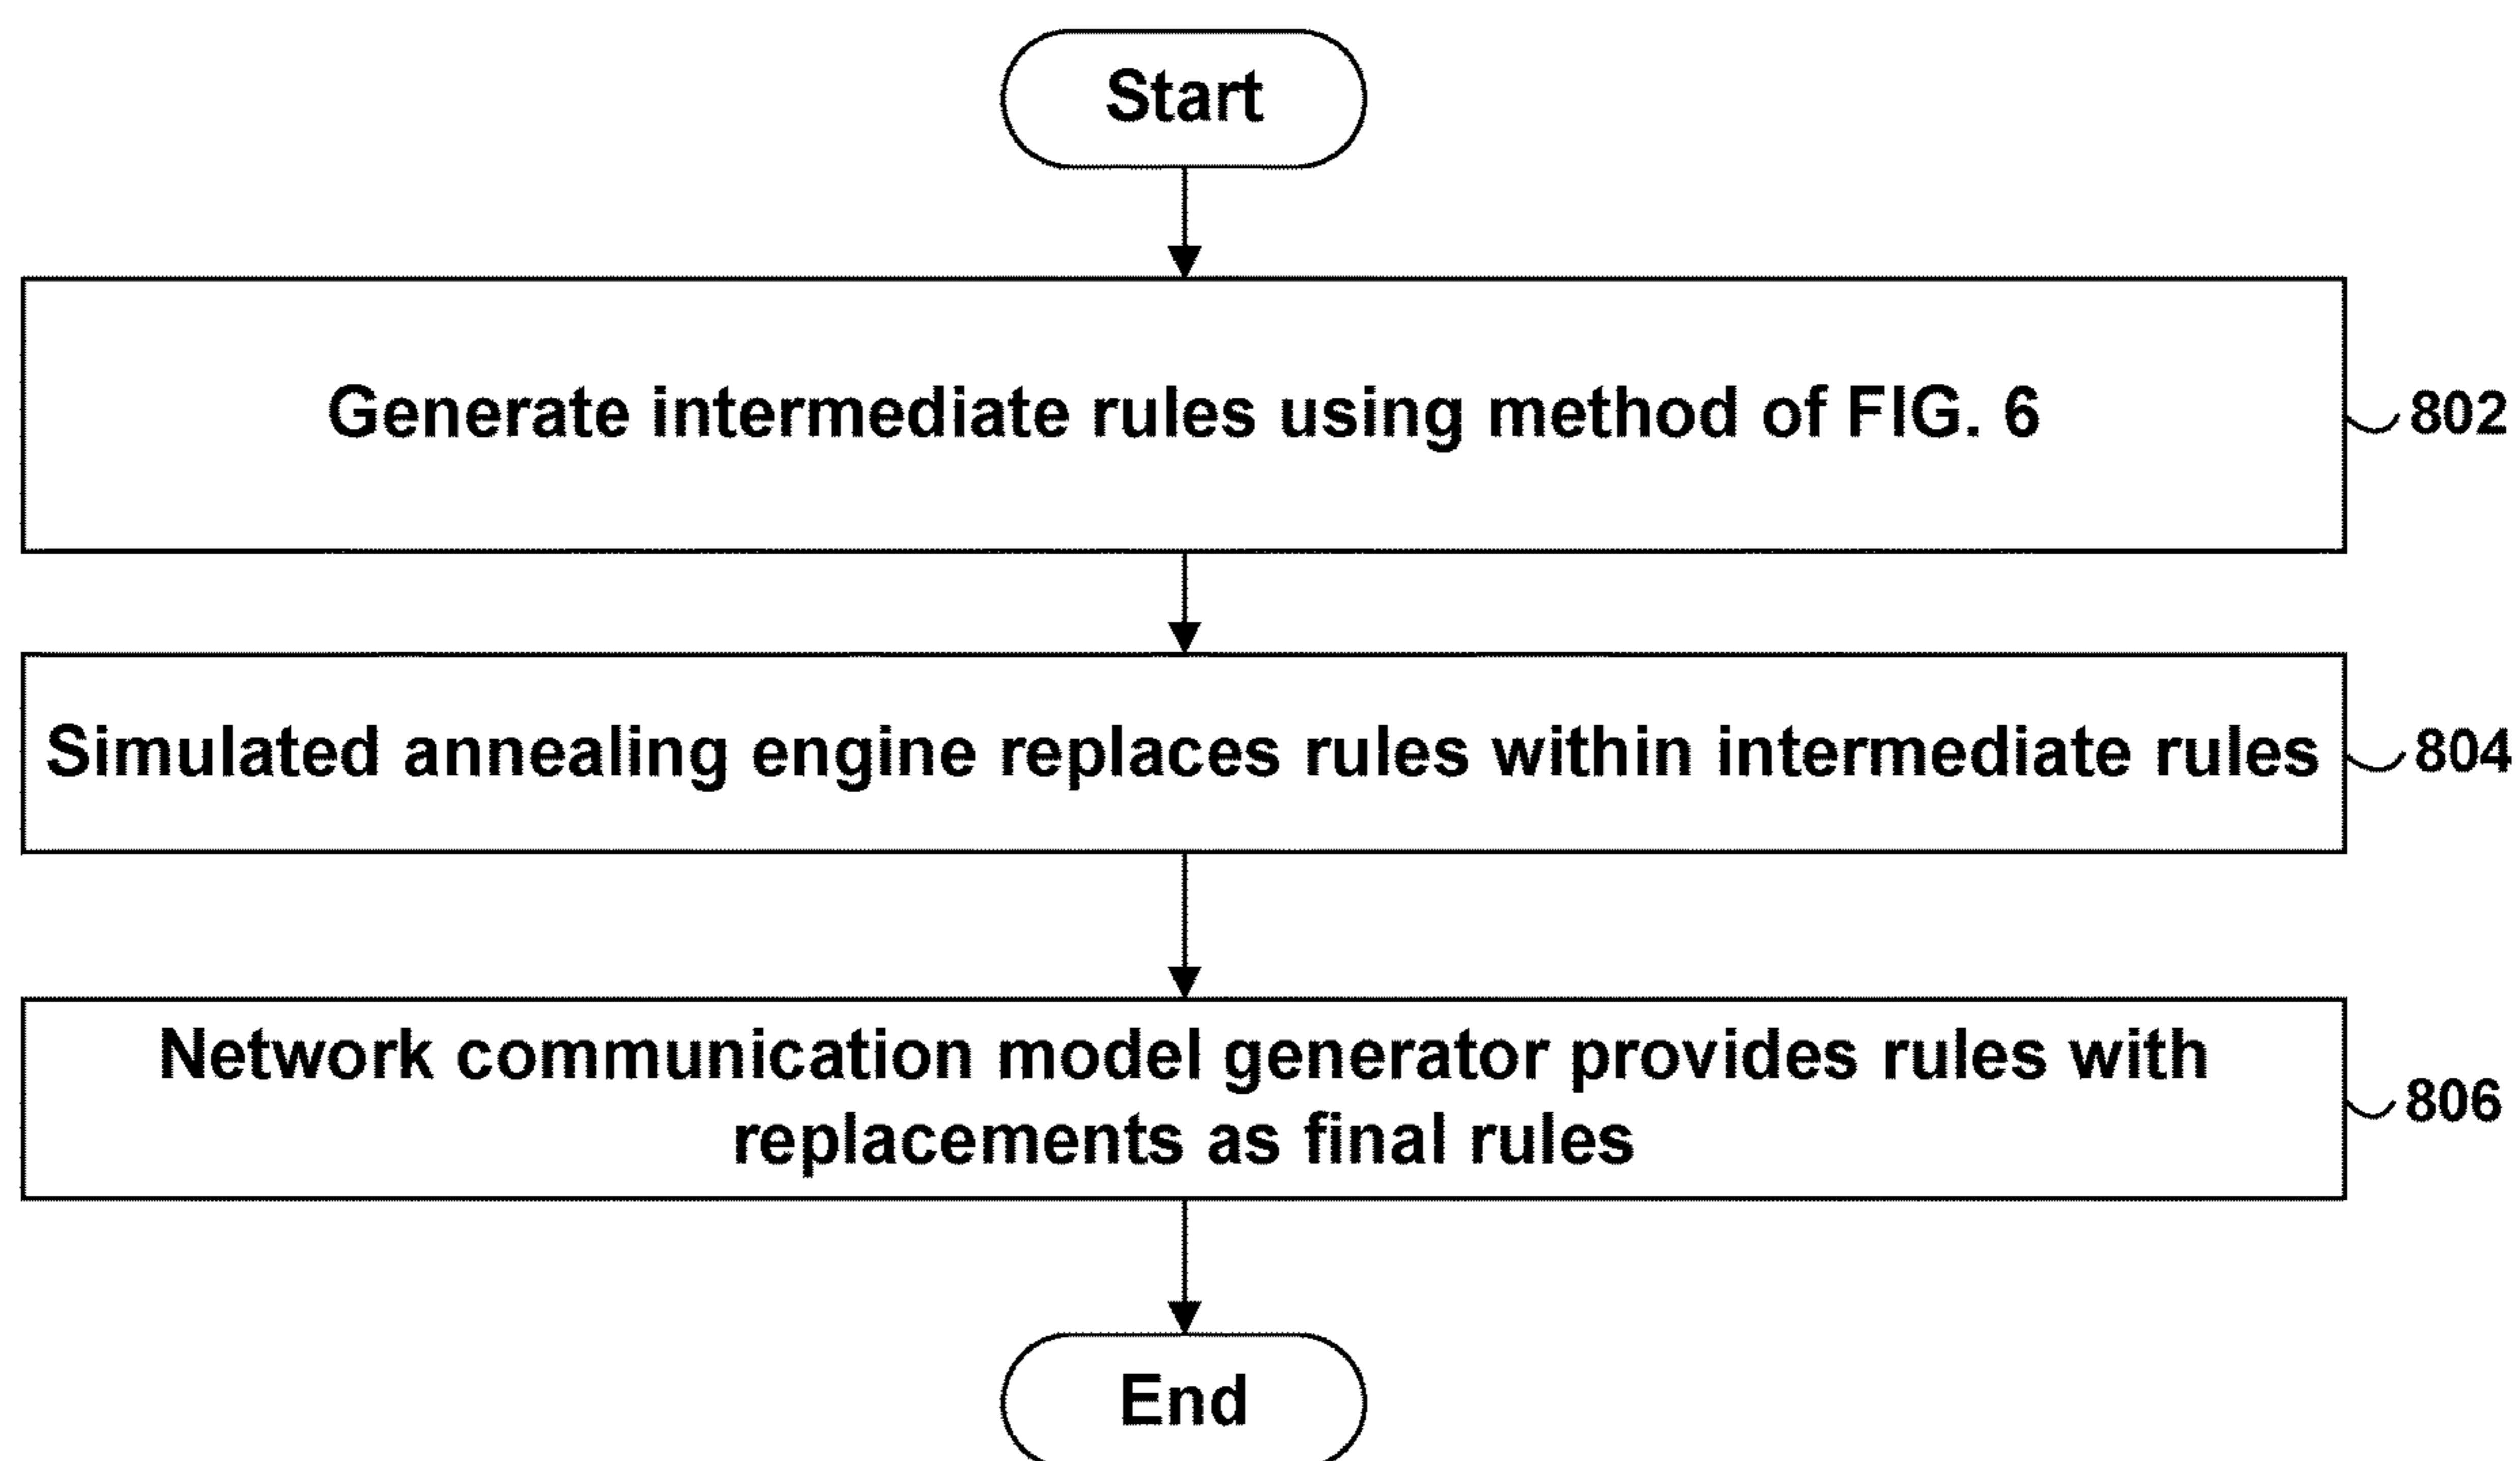 Start
Generate intermediate rules using method of FIG. 6
802
Simulated annealing engine replaces rules within intermediate rules
804
Network communication model generator provides rules with
replacements as final rules
806
End